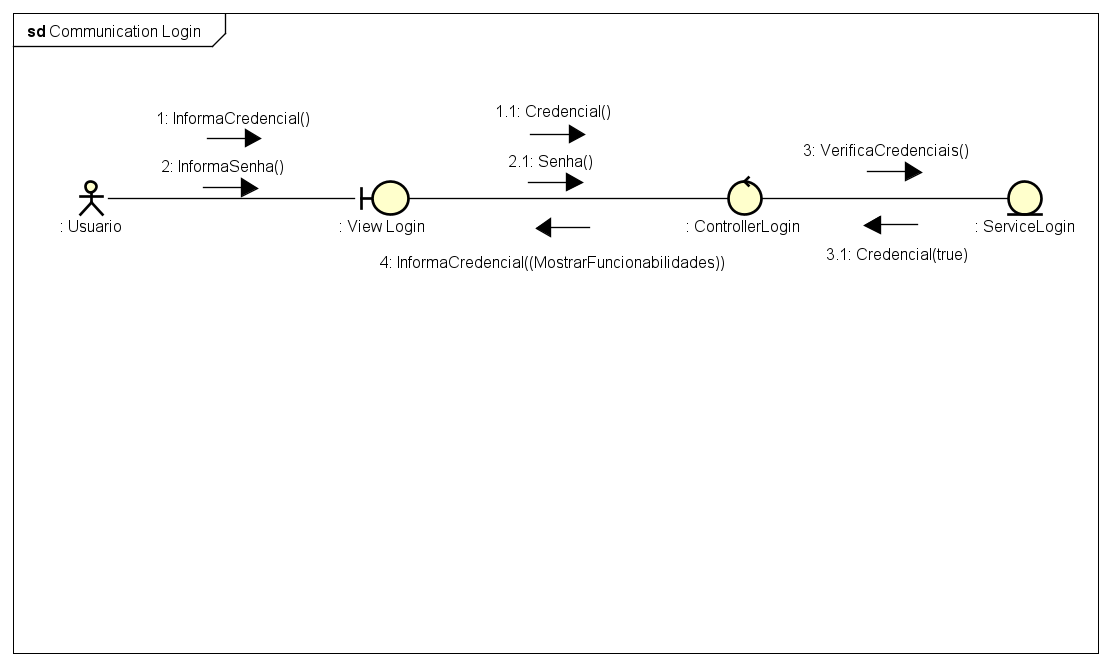 sd Communication Login
1: InformaCredencial()
1.1: Credencial()
2: InformaSenha()
2.1: Senha()
3: VerificaCredenciais()
: Usuario
: View Login
: ControllerLogin
: ServiceLogin
4: InformaCredencial((MostrarFuncionabilidades))
3.1: Credencial(true)